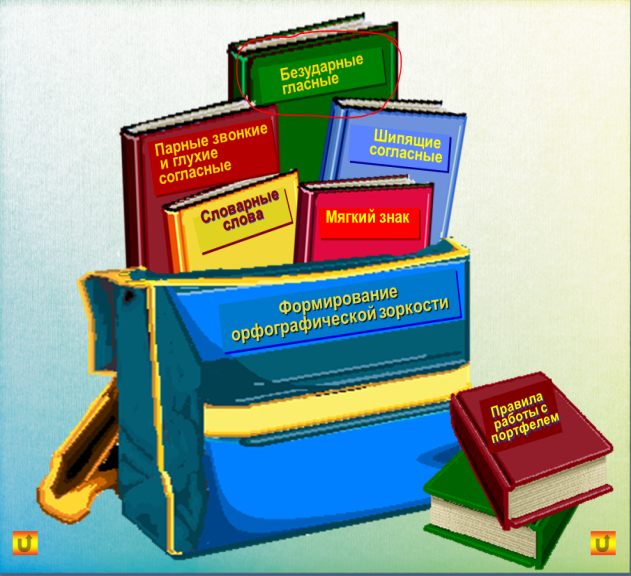 Безударные
гласные
Парные звонкие
и глухие
согласные
Шипящие
согласные
Словарные
слова
Мягкий знак
Формирование
орфографической зоркости
Правила
работы с
портфелем